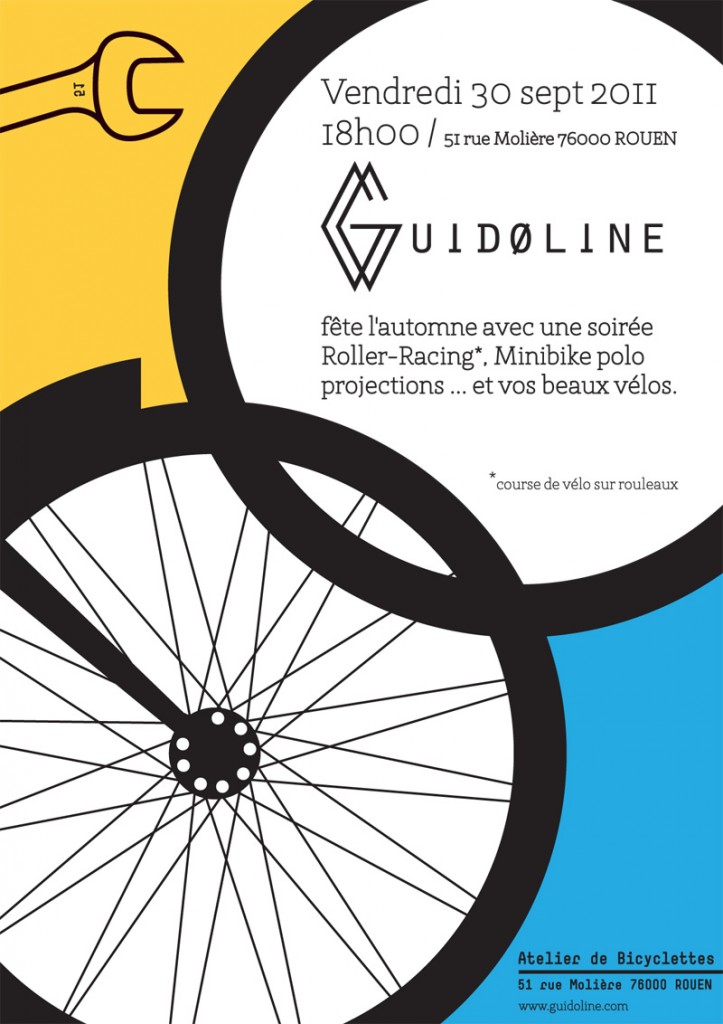 15
Vendredi 30 sept 2011
18h00 / 51 rue Molière 76000 ROUEN
GUIDØLINE
fête l'automne avec une soirée
Roller-Racing*, Minibike polo
projections ... et vos beaux vélos.
*course de vélo sur rouleaux
Atelier de Bicyclettes
51 rue Molière 76000 ROUEN
www.guidoline.com